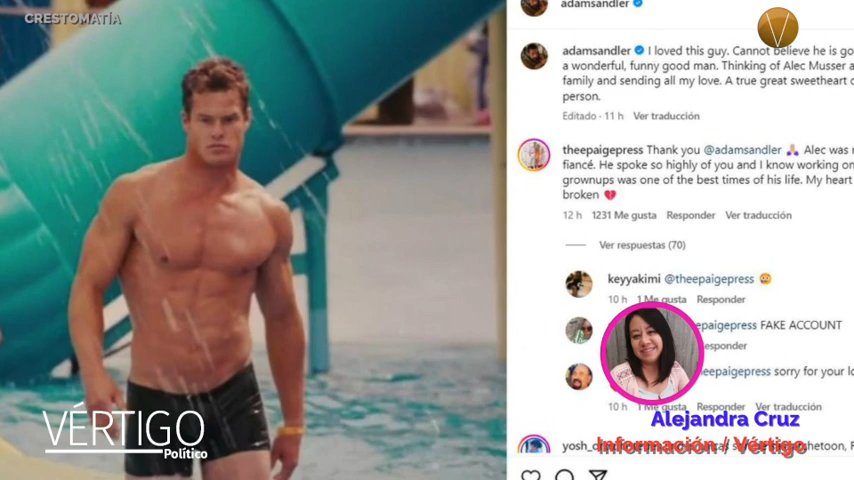 CRESTOMATÍA
adamsandler
V
adamsandler I loved this guy. Cannot believe he is go
a wonderful, funny good man. Thinking of Alec Musser a
family and sending all my love. A true great sweetheart o
person.
Editado · 11 h Ver traducción
theepaigepress Thank you @adamsandler Alec was
fiancé. He spoke so highly of you and I know working on
grownups was one of the best times of his life. My heart
broken
12 h 1231 Me gusta Responder Ver traducción
Ver respuestas (70)
keyyakimi @theepaigepress
10 h 1 Me gusta Responder
epaigepress FAKE ACCOUNT
esponder
eepaigepress sorry for your lo
10 h 1 Me gusta Responder Ver traducción
Alejandra Cruz
Información / Vértigo
VÉRTIGO
Político